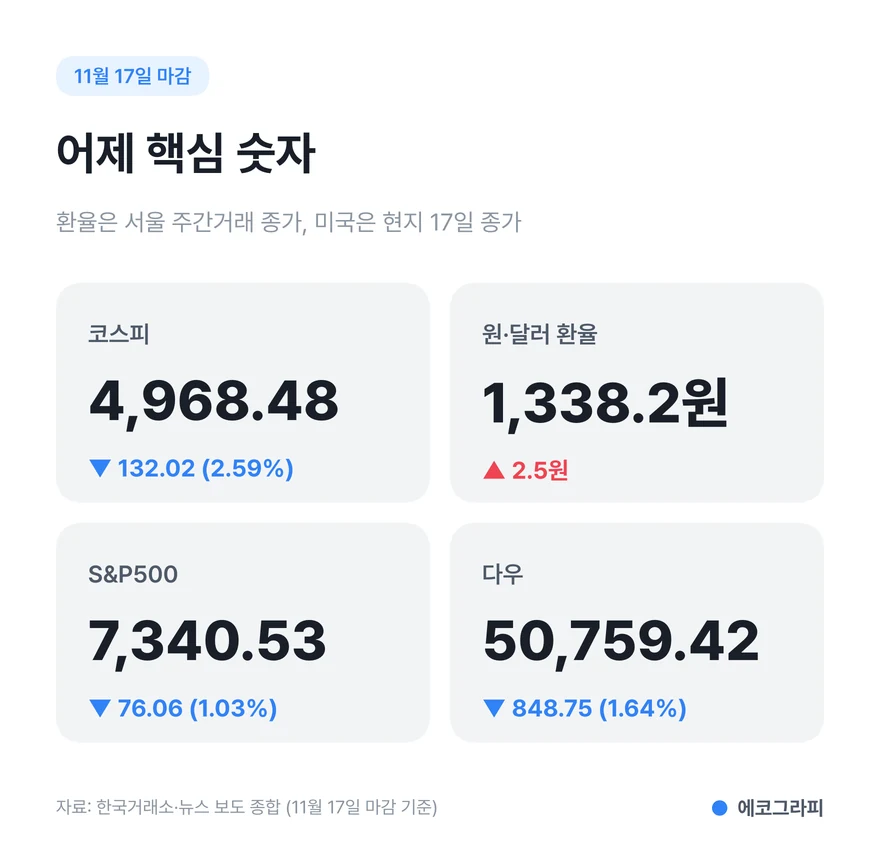 11월 17일 마감
어제 핵심 숫자
환율은 서울 주간거래 종가, 미국은 현지 17일 종가
코스피
4,968.48
▼ 132.02 (2.59%)
원·달러 환율
1,338.2원
▲ 2.5원
S&P500
7,340.53
▼ 76.06 (1.03%)
다우
50,759.42
▼ 848.75 (1.64%)
자료: 한국거래소·뉴스 보도 종합 (11월 17일 마감 기준)
에코그라피